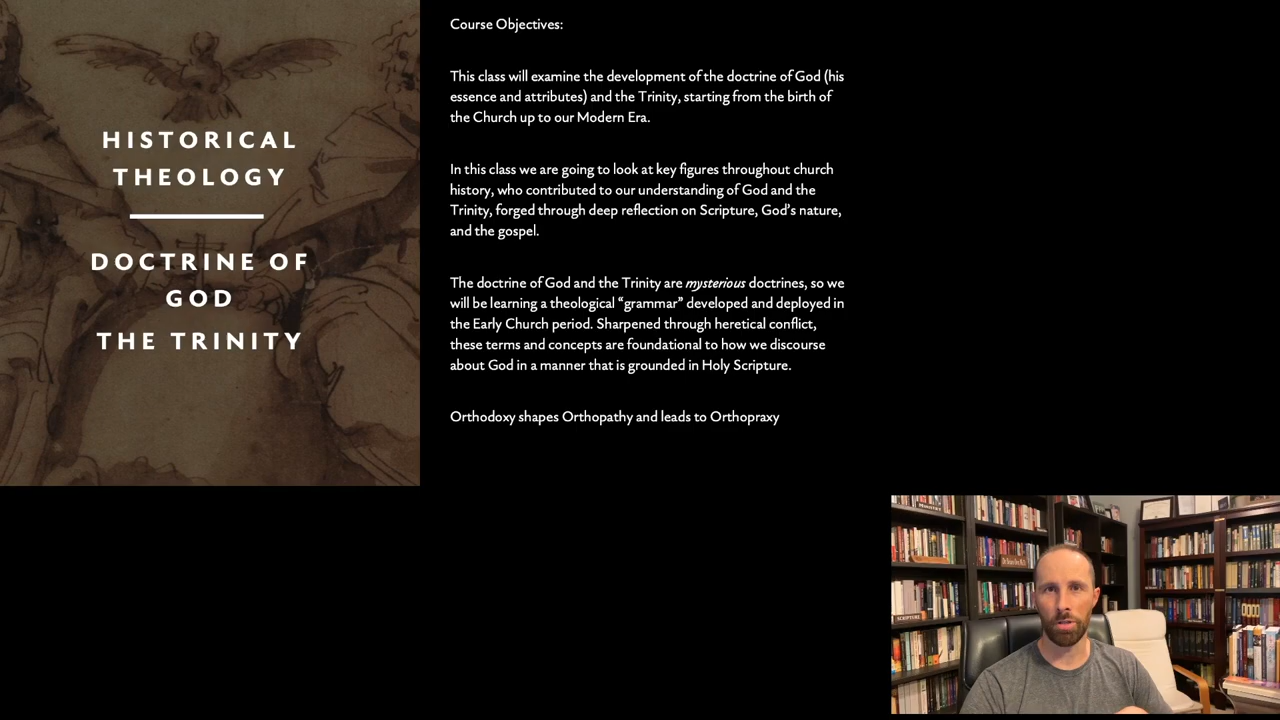 HISTORICAL
THEOLOGY
DOCTRINE OF
GOD
THE TRINITY
Course Objectives:
This class will examine the development of the doctrine of God (his
essence and attributes) and the Trinity, starting from the birth of
the Church up to our Modern Era.
In this class we are going to look at key figures throughout church
history, who contributed to our understanding of God and the
Trinity, forged through deep reflection on Scripture, God’s nature,
and the gospel.
The doctrine of God and the Trinity are mysterious doctrines, so we
will be learning a theological “grammar” developed and deployed in
the Early Church period. Sharpened through heretical conflict,
these terms and concepts are foundational to how we discourse
about God in a manner that is grounded in Holy Scripture.
Orthodoxy shapes Orthopathy and leads to Orthopraxy
MINISTRY
SCRIPTURE